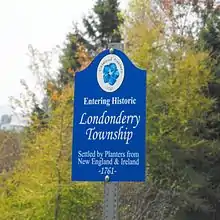 Entering Historic
Londonderry
Township
Settled by Planters from
New England & Ireland
-1761-